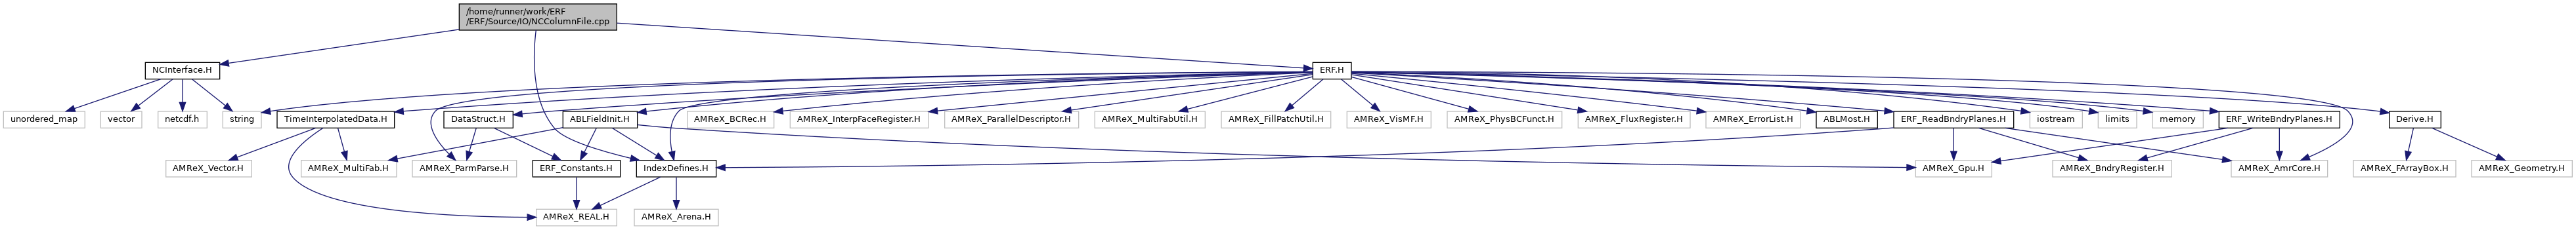 /home/runner/work/ERF
/ERF/Source/IO/NCColumnFile.cpp
NCInterface.H
ERF.H
unordered_map
vector
netcdf.h
string
TimeInterpolatedData.H
DataStruct.H
ABLFieldInit.H
AMReX_BCRec.H
AMReX_InterpFaceRegister.H
AMReX_ParallelDescriptor.H
AMReX_MultiFabUtil.H
AMReX_FillPatchUtil.H
AMReX_VisMF.H
AMReX_PhysBCFunct.H
AMReX_FluxRegister.H
AMReX_ErrorList.H
ABLMost.H
ERF_ReadBndryPlanes.H
iostream
limits
memory
ERF_WriteBndryPlanes.H
Derive.H
AMReX_Vector.H
AMReX_MultiFab.H
AMReX_ParmParse.H
ERF_Constants.H
IndexDefines.H
AMReX_Gpu.H
AMReX_BndryRegister.H
AMReX_AmrCore.H
AMReX_FArrayBox.H
AMReX_Geometry.H
AMReX_REAL.H
AMReX_Arena.H